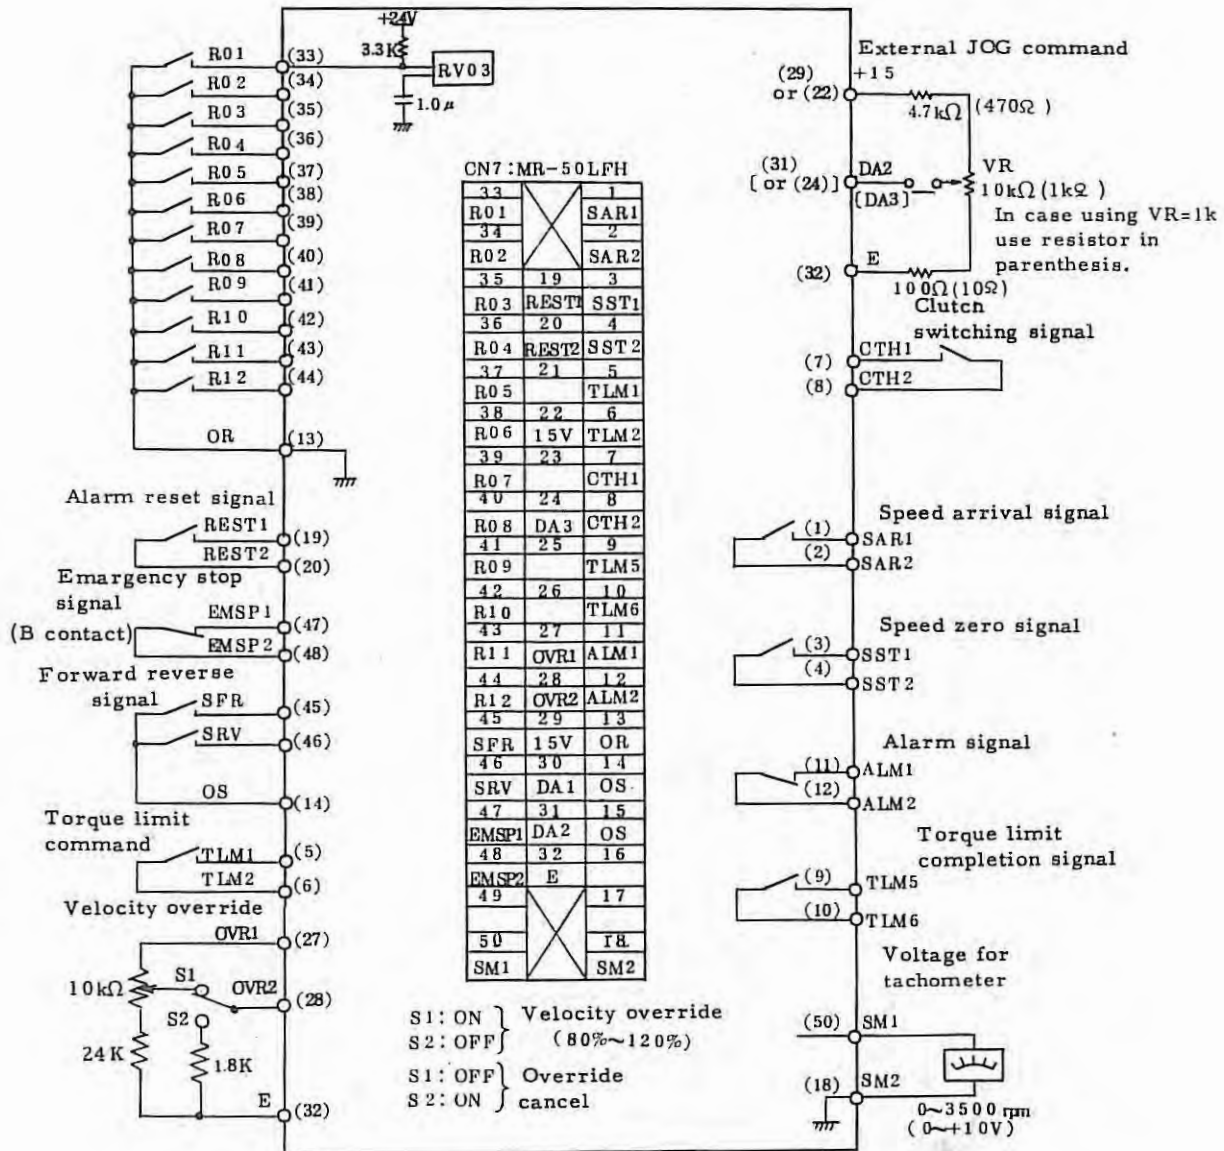 +24V
3.3K
RV03
1.0μ
R01 (33)
R02 (34)
R03 (35)
R04 (36)
R05 (37)
R06 (38)
R07 (39)
R08 (40)
R09 (41)
R10 (42)
R11 (43)
R12 (44)
OR (13)
Alarm reset signal
REST1 (19)
REST2 (20)
Emargency stop
signal
(B contact)
EMSP1 (47)
EMSP2 (48)
Forward reverse
signal
SFR (45)
SRV (46)
OS (14)
Torque limit
command
TLM1 (5)
TLM2 (6)
Velocity override
OVR1 (27)
10kΩ S1 OVR2 (28)
S2
24K 1.8K
E (32)
CN7:MR-50LFH
33 1
R01 SAR1
34 2
R02 SAR2
35 19 3
R03 REST1 SST1
36 20 4
R04 REST2 SST2
37 21 5
R05 TLM1
38 22 6
R06 15V TLM2
39 23 7
R07 CTH1
40 24 8
R08 DA3 CTH2
41 25 9
R09 TLM5
42 26 10
R10 TLM6
43 27 11
R11 OVR1 ALM1
44 28 12
R12 OVR2 ALM2
45 29 13
SFR 15V OR
46 30 14
SRV DA1 OS
47 31 15
EMSP1 DA2 OS
48 32 16
EMSP2 E
49 17
50 18
SM1 SM2
S1: ON
S2: OFF
Velocity override
(80%~120%)
S1: OFF
S2: ON
Override
cancel
External JOG command
(29) +15
or (22)
4.7kΩ (470Ω)
(31) DA2
[or (24)] [DA3]
VR
10kΩ(1kΩ)
In case using VR=1k
use resistor in
parenthesis.
(32) E
100Ω(10Ω)
Clutch
switching signal
(7) CTH1
(8) CTH2
Speed arrival signal
(1) SAR1
(2) SAR2
Speed zero signal
(3) SST1
(4) SST2
Alarm signal
(11) ALM1
(12) ALM2
Torque limit
completion signal
(9) TLM5
(10) TLM6
Voltage for
tachometer
(50) SM1
(18) SM2
0~3500 rpm
(0~+10V)